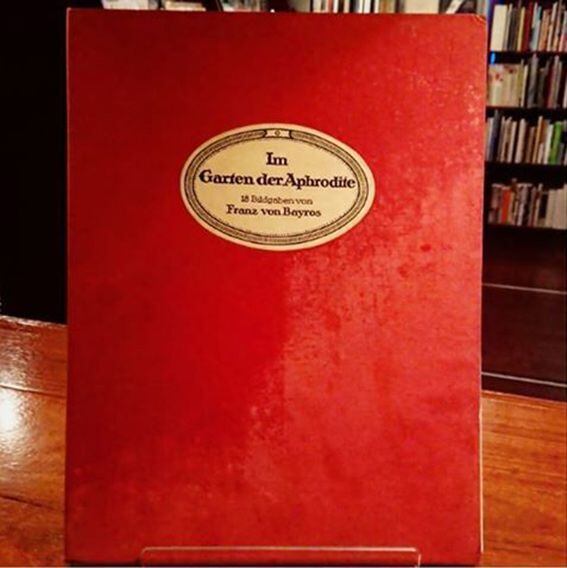 Im
Garten der Aphrodite
18 Bildgaben von
Franz von Bayros